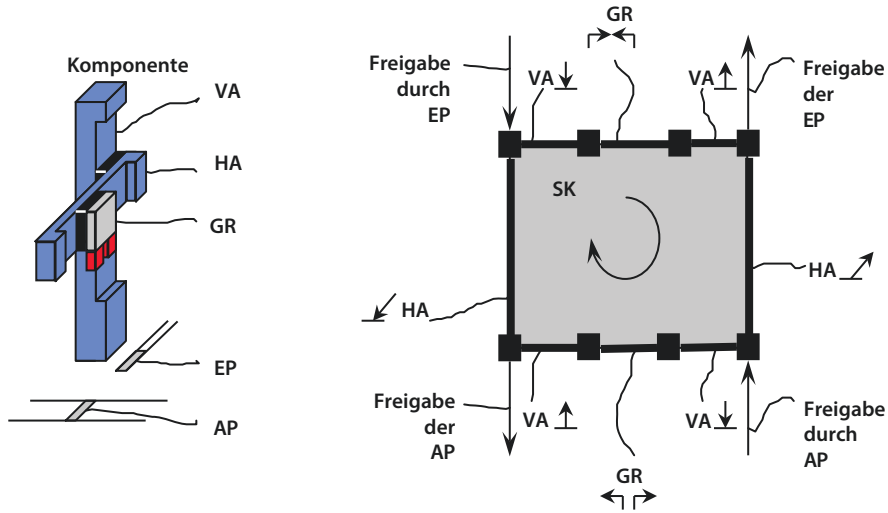 Komponente
VA
HA
GR
EP
AP
GR
Freigabe
durch
EP
VA
VA
Freigabe
der
EP
SK
HA
HA
Freigabe
der
AP
VA
VA
Freigabe
durch
AP
GR